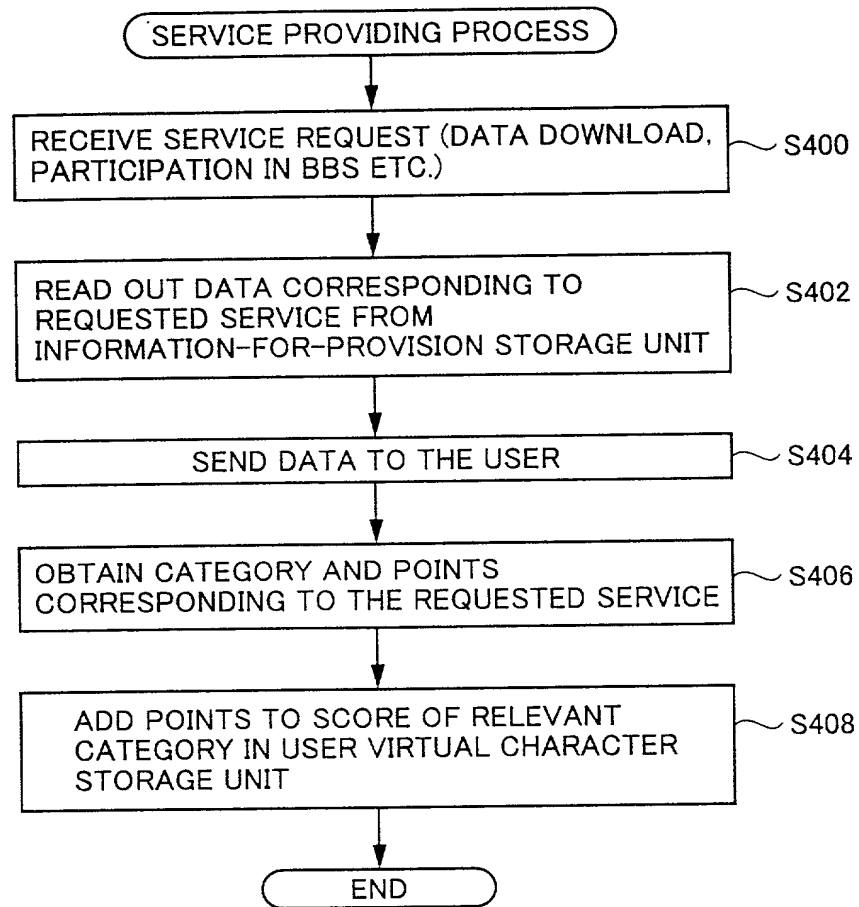 SERVICE PROVIDING PROCESS
RECEIVE SERVICE REQUEST (DATA DOWNLOAD,
PARTICIPATION IN BBS ETC.)
S400
READ OUT DATA CORRESPONDING TO
REQUESTED SERVICE FROM
INFORMATION-FOR-PROVISION STORAGE UNIT
S402
SEND DATA TO THE USER
S404
OBTAIN CATEGORY AND POINTS
CORRESPONDING TO THE REQUESTED SERVICE
S406
ADD POINTS TO SCORE OF RELEVANT
CATEGORY IN USER VIRTUAL CHARACTER
STORAGE UNIT
S408
END